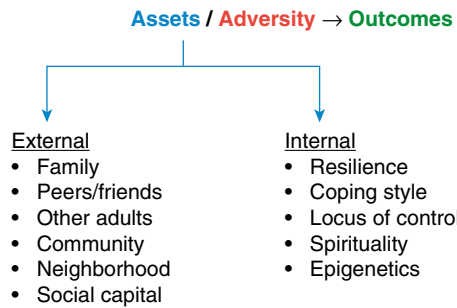 Assets / Adversity → Outcomes
External
• Family
• Peers/friends
• Other adults
• Community
• Neighborhood
• Social capital
Internal
• Resilience
• Coping style
• Locus of control
• Spirituality
• Epigenetics